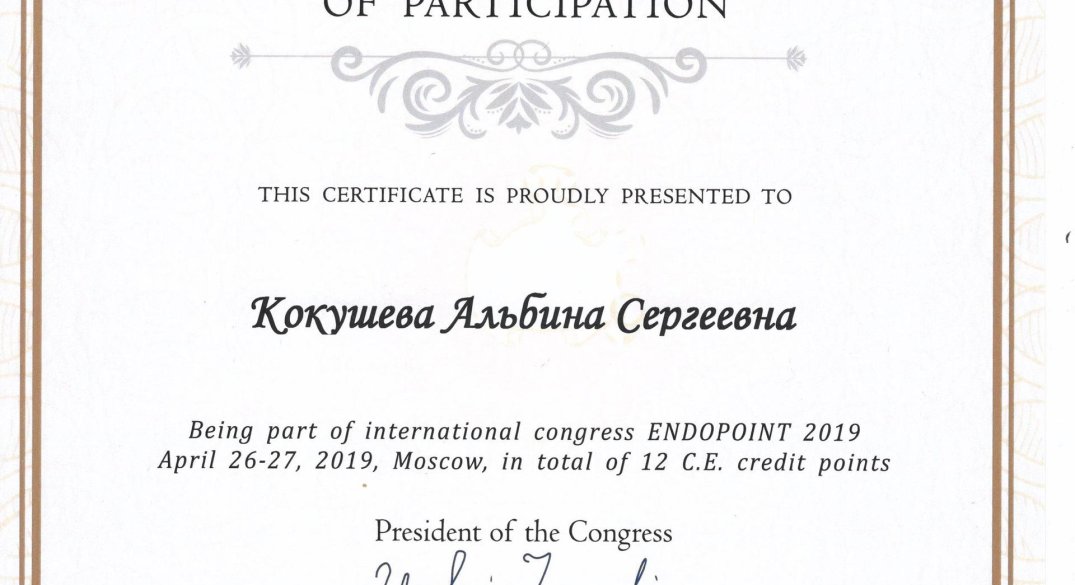 OF PARTICIPATION
THIS CERTIFICATE IS PROUDLY PRESENTED TO
Кокушева Альбина Сергеевна
Being part of international congress ENDOPOINT 2019
April 26-27, 2019, Moscow, in total of 12 C.E. credit points
President of the Congress